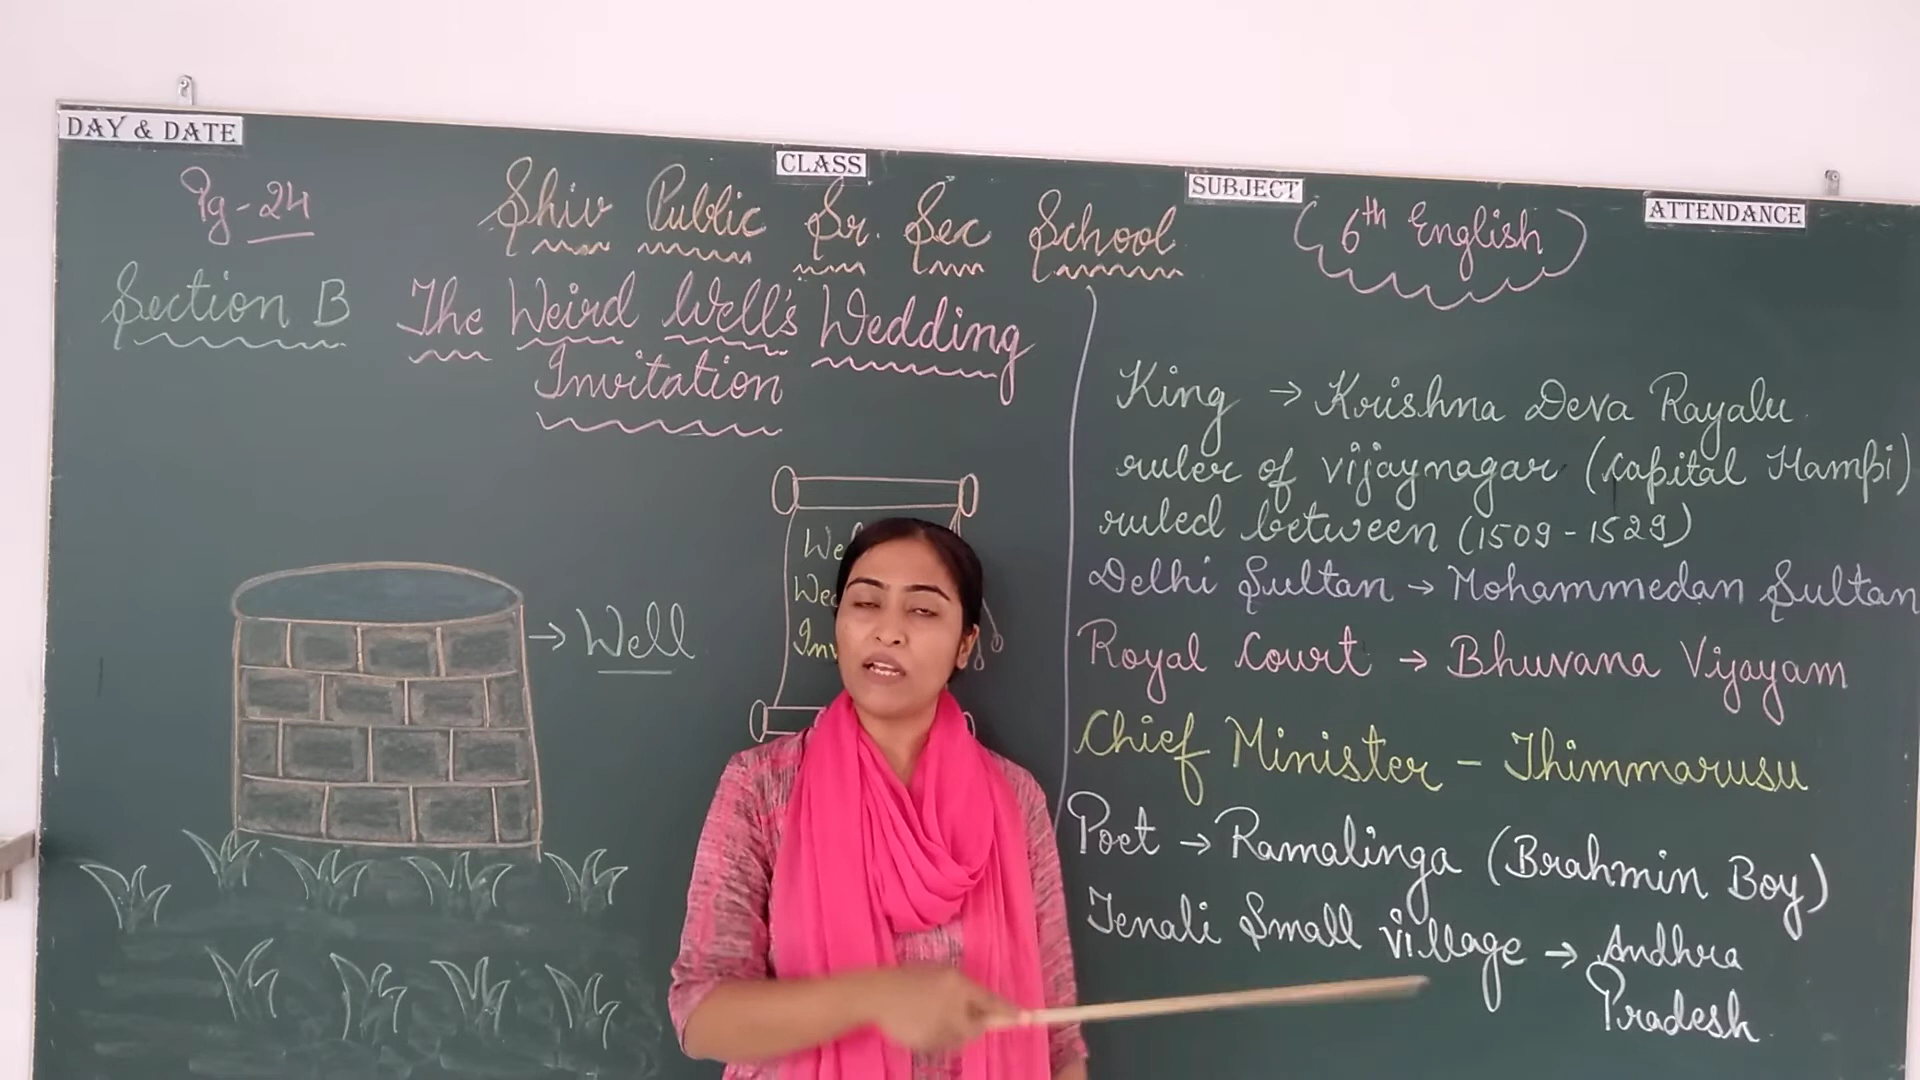 DAY & DATE
CLASS
SUBJECT
ATTENDANCE
Pg-24
Shiv Public Sr. Sec School
(6th English)
Section B
The Weird Well's Wedding
Invitation
Well
King → Krishna Deva Rayalu
ruler of vijaynagar (capital Hampi)
ruled between (1509-1529)
Delhi Sultan → Mohammedan Sultan
Royal Court → Bhuvana Vijayam
Chief Minister - Thimmarusu
Poet → Ramalinga (Brahmin Boy)
Tenali Small village → Andhra
Pradesh